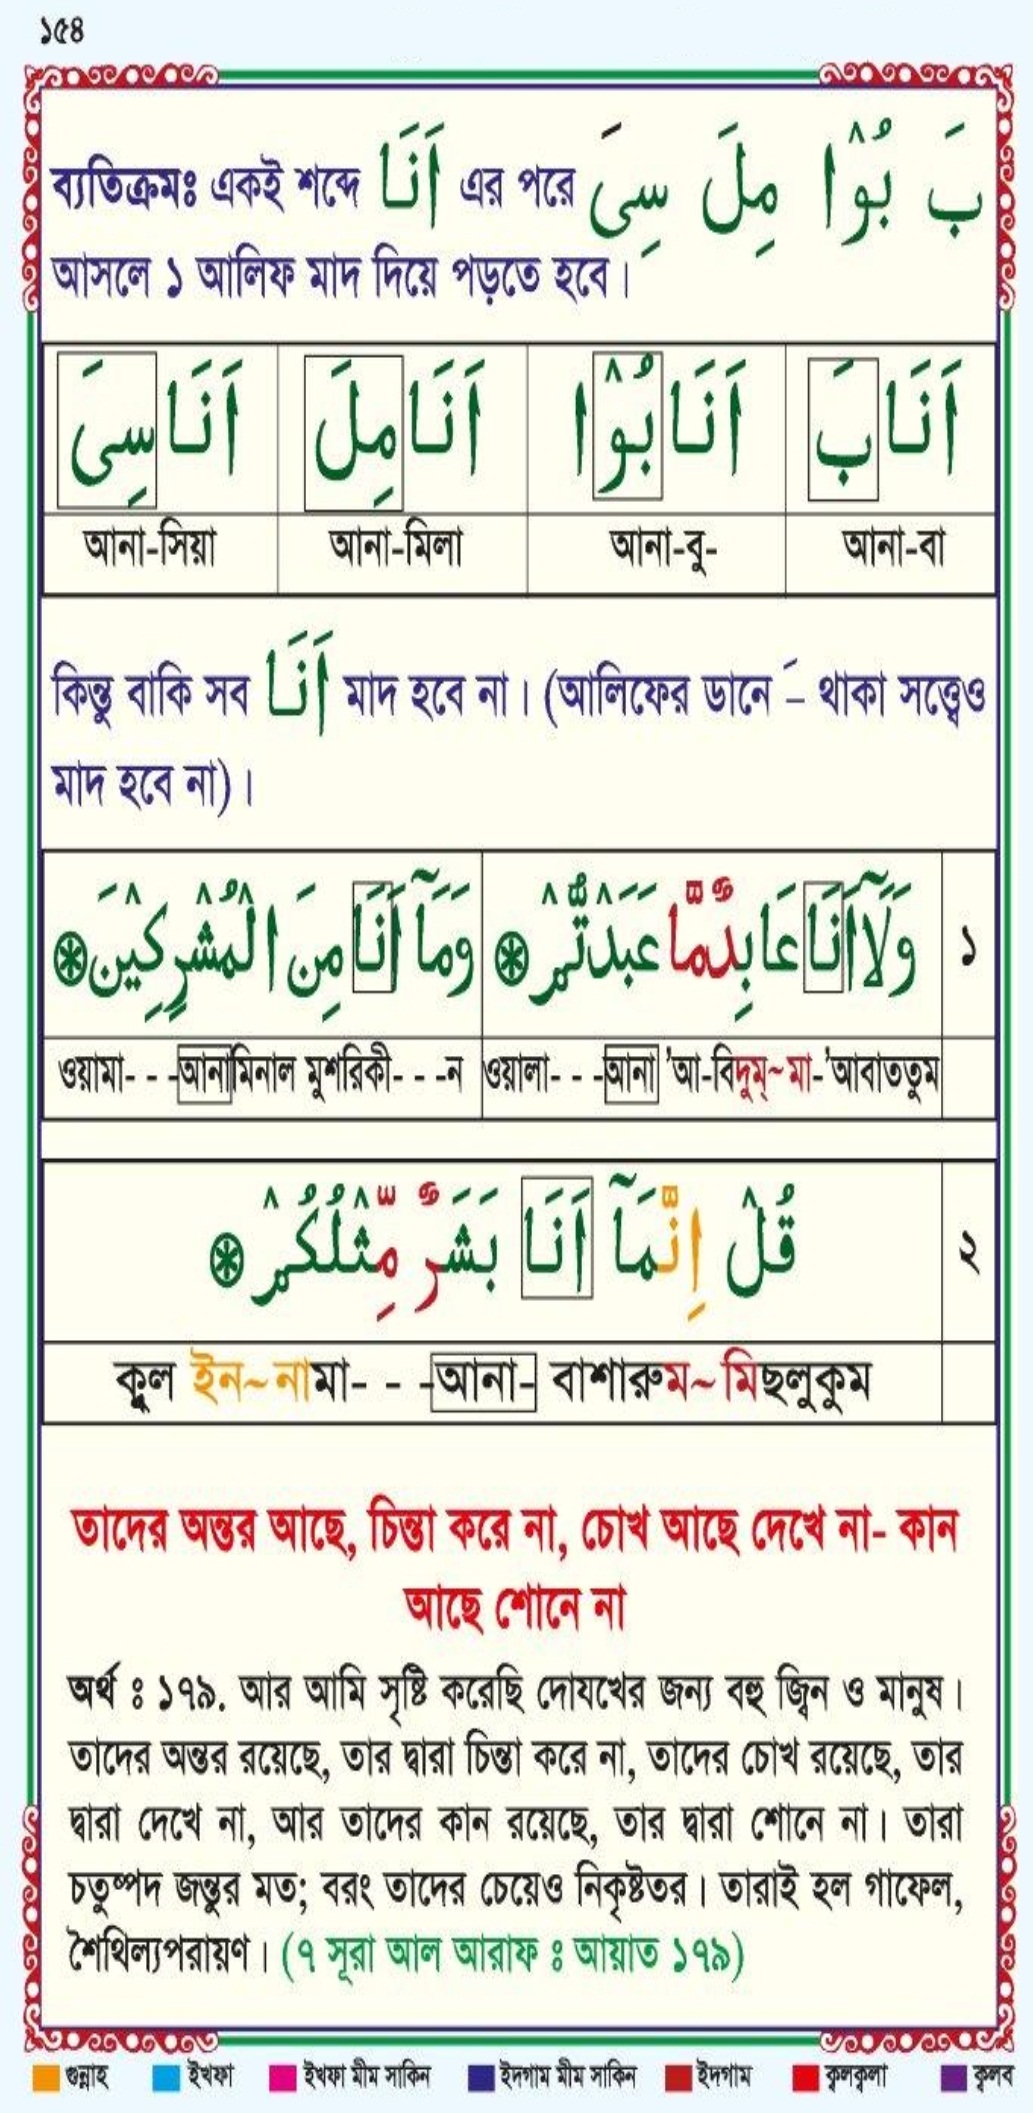 ১৫৪
ব্যতিক্রমঃ একই শব্দে اَنَا এর পরে سِىَ مِلَ بُوْا بَ
আসলে ১ আলিফ মাদ দিয়ে পড়তে হবে।
اَنَابَ اَنَابُوْا اَنَامِلَ اَنَاسِىَ
আনা-সিয়া আনা-মিলা আনা-বু- আনা-বা
কিন্তু বাকি সব اَنَا মাদ হবে না। (আলিফের ডানে –َ থাকা সত্ত্বেও
মাদ হবে না)।
১ وَلَآ اَنَا عَابِدٌ مَّا عَبَدْتُّمْ ۞ وَمَآ اَنَا مِنَ الْمُشْرِكِيْنَ ۞
ওয়ামা- - -আনামিনাল মুশরিকী- - -ন ওয়ালা- - -আনা 'আ-বিদুম্~মা-'আবাততুম
২ قُلْ اِنَّمَآ اَنَا بَشَرٌ مِّثْلُكُمْ ۞
ক্বুল ইন~নামা- - -আনা- বাশারুম~মিছলুকুম
তাদের অন্তর আছে, চিন্তা করে না, চোখ আছে দেখে না- কান
আছে শোনে না
অর্থ ঃ ১৭৯. আর আমি সৃষ্টি করেছি দোযখের জন্য বহু জ্বিন ও মানুষ।
তাদের অন্তর রয়েছে, তার দ্বারা চিন্তা করে না, তাদের চোখ রয়েছে, তার
দ্বারা দেখে না, আর তাদের কান রয়েছে, তার দ্বারা শোনে না। তারা
চতুষ্পদ জন্তুর মত; বরং তাদের চেয়েও নিকৃষ্টতর। তারাই হল গাফেল,
শৈথিল্যপরায়ণ। (৭ সূরা আল আরাফ ঃ আয়াত ১৭৯)
গুন্নাহ ইখফা ইখফা মীম সাকিন ইদগাম মীম সাকিন ইদগাম ক্বলক্বলা ক্বলব